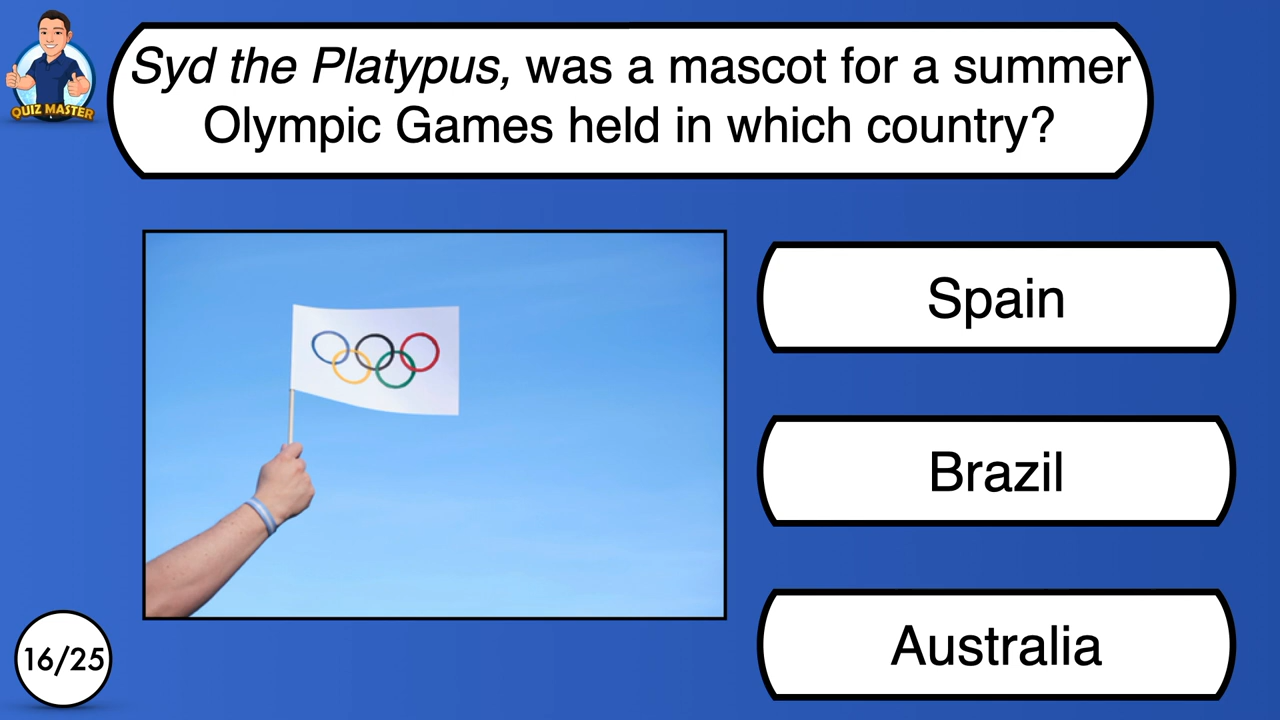 Syd the Platypus, was a mascot for a summer
Olympic Games held in which country?
QUIZ MASTER
Spain
Brazil
Australia
16/25